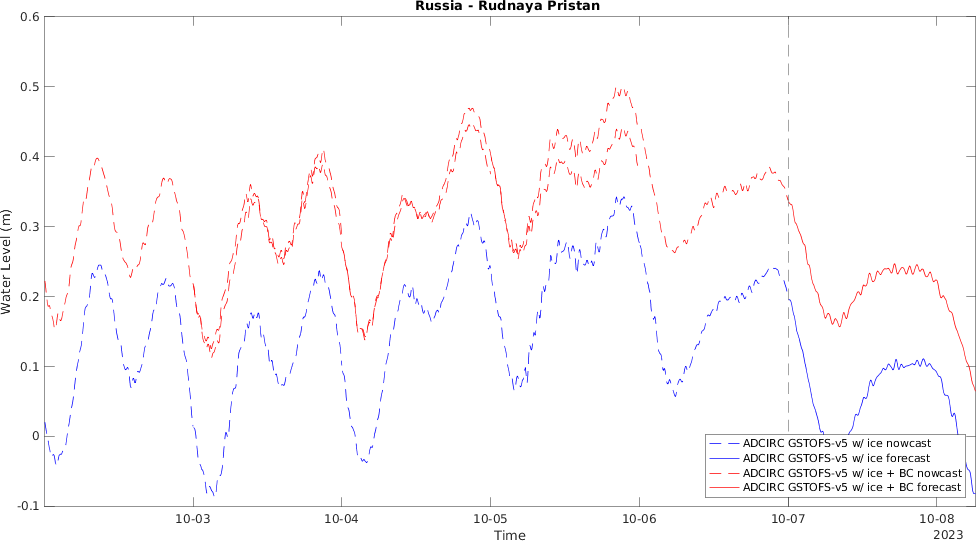 Russia - Rudnaya Pristan
0.6
0.5
0.4
0.3
0.2
0.1
0
-0.1
Water Level (m)
10-03
10-04
10-05
10-06
10-07
10-08
Time
2023
ADCIRC GSTOFS-v5 w/ ice nowcast
ADCIRC GSTOFS-v5 w/ ice forecast
ADCIRC GSTOFS-v5 w/ ice + BC nowcast
ADCIRC GSTOFS-v5 w/ ice + BC forecast